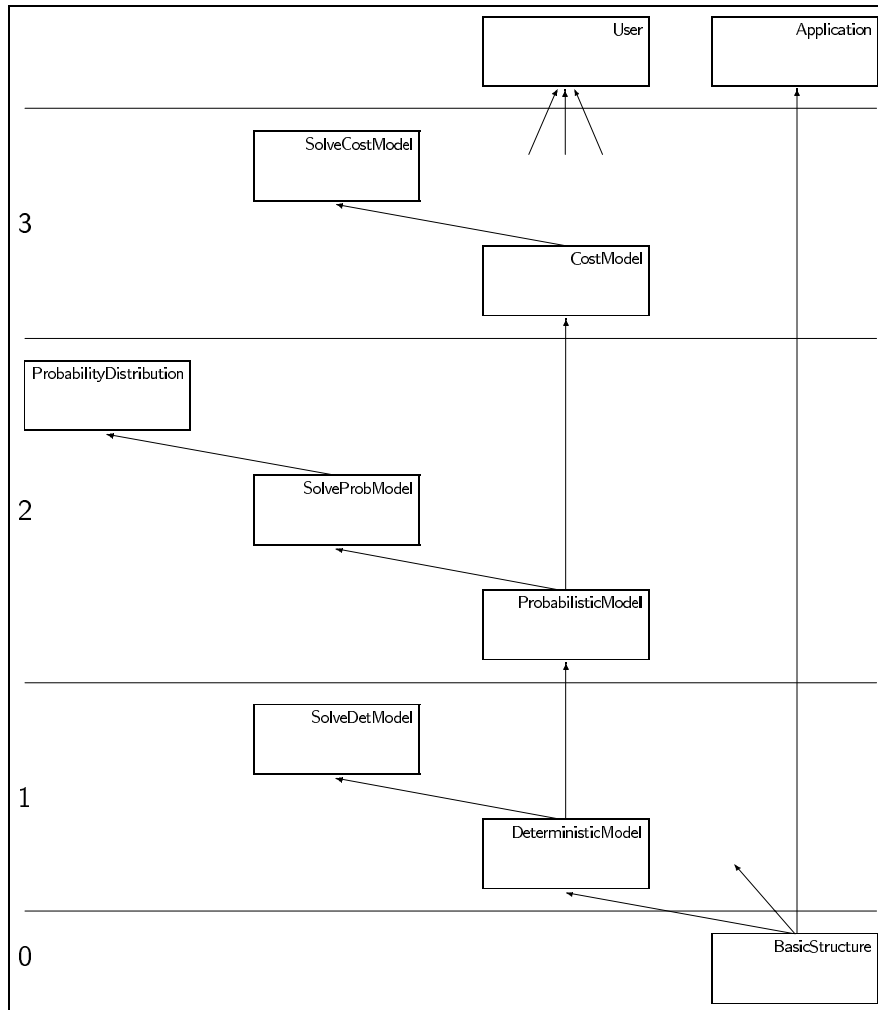 User
Application
SolveCostModel
3
CostModel
ProbabilityDistribution
SolveProbModel
2
ProbabilisticModel
SolveDetModel
1
DeterministicModel
BasicStructure
0